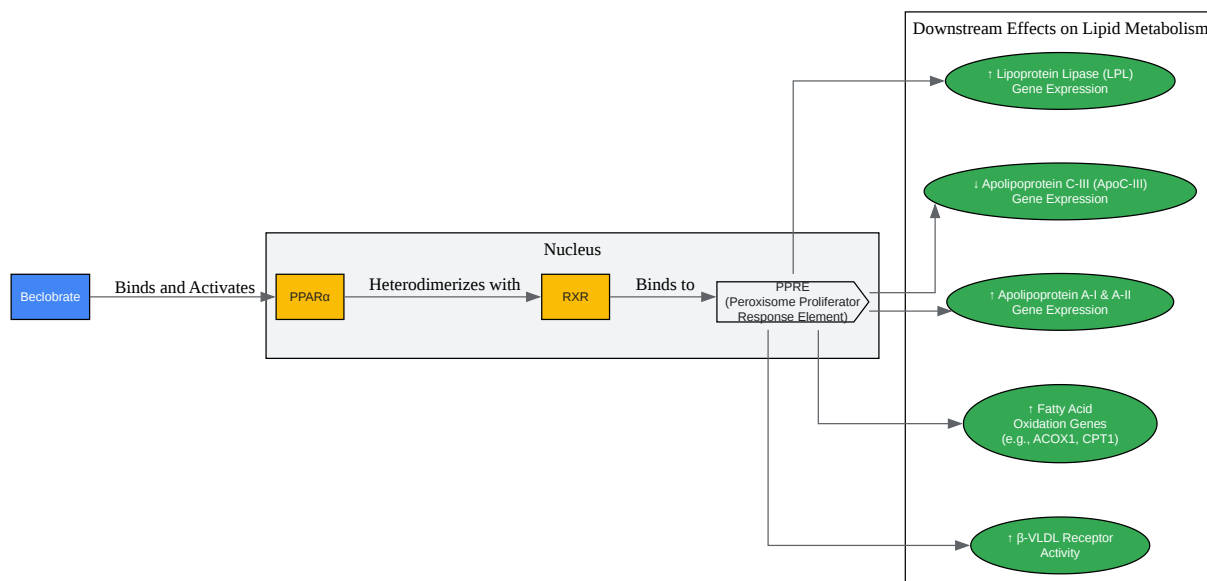 Downstream Effects on Lipid Metabolism
↑ Lipoprotein Lipase (LPL)
Gene Expression
↓ Apolipoprotein C-III (ApoC-III)
Gene Expression
Nucleus
Beclobrate
Binds and Activates
PPARα
Heterodimerizes with
RXR
Binds to
PPRE
(Peroxisome Proliferator
Response Element)
↑ Apolipoprotein A-I & A-II
Gene Expression
↑ Fatty Acid
Oxidation Genes
(e.g., ACOX1, CPT1)
↑ β-VLDL Receptor
Activity